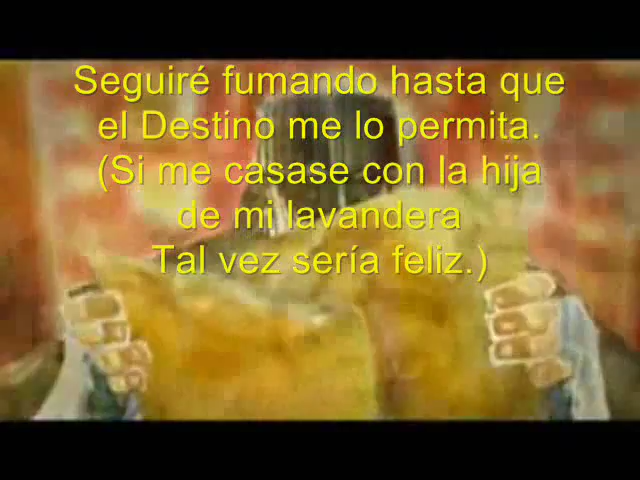 Seguiré fumando hasta que
el Destino me lo permita.
(Si me casase con la hija
de mi lavandera
Tal vez sería feliz.)